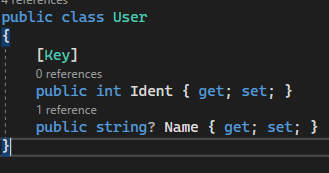 4 references
public class User
{
[Key]
0 references
public int Ident { get; set; }
1 reference
public string? Name { get; set; }
}